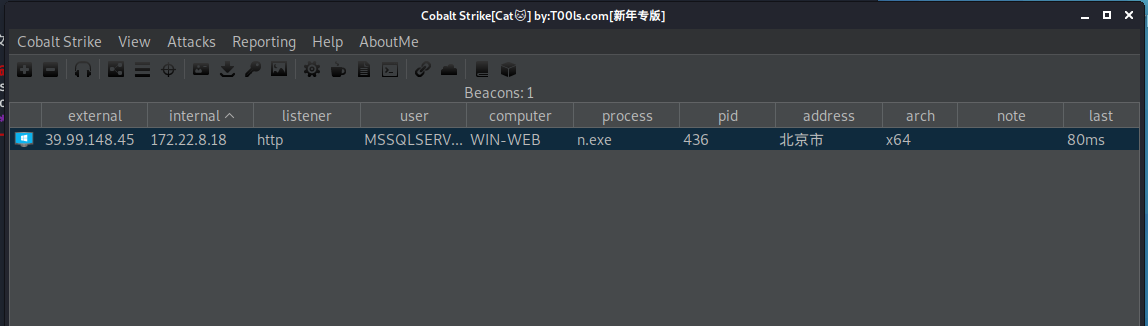 Cobalt Strike[Cat🐱] by:T00ls.com[新年专版]
Cobalt Strike View Attacks Reporting Help AboutMe
Beacons: 1
external internal listener user computer process pid address arch note last
39.99.148.45 172.22.8.18 http MSSQLSERV... WIN-WEB n.exe 436 北京市 x64 80ms